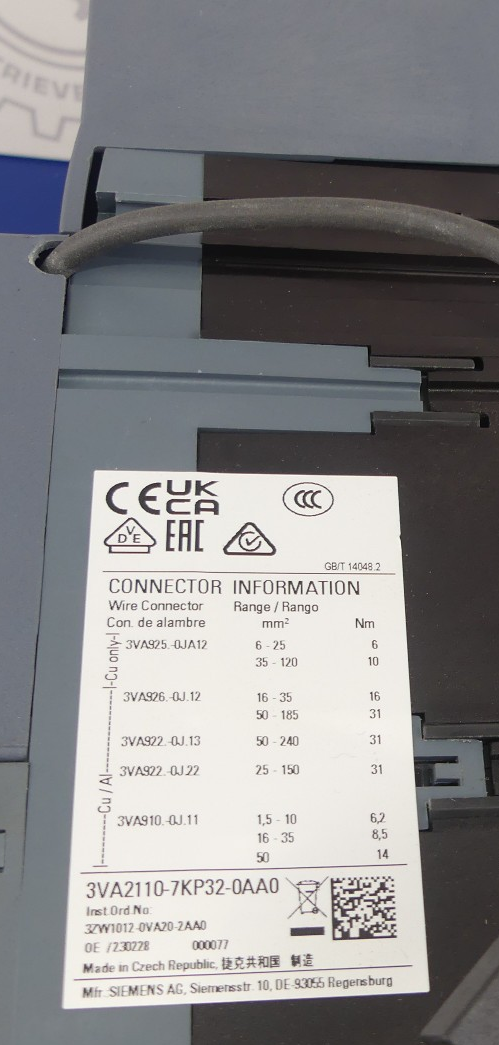 TRIEVE
CE UK CA CCC
VDE EAC
GB/T 14048.2
CONNECTOR INFORMATION
Wire Connector Range / Rango
Con. de alambre mm² Nm
3VA925.-0JA12 6 - 25 6
35 - 120 10
|-Cu only-|
3VA926.-0J.12 16 - 35 16
50 - 185 31
3VA922.-0J.13 50 - 240 31
3VA922.-0J.22 25 - 150 31
|------Cu / Al------|
3VA910.-0J.11 1,5 - 10 6,2
16 - 35 8,5
50 14
3VA2110-7KP32-0AA0
Inst.Ord.No:
3ZW1012-0VA20-2AA0
OE /230228 000077
Made in Czech Republic, 捷克共和国 制造
Mfr.:SIEMENS AG, Siemensstr. 10, DE-93055 Regensburg